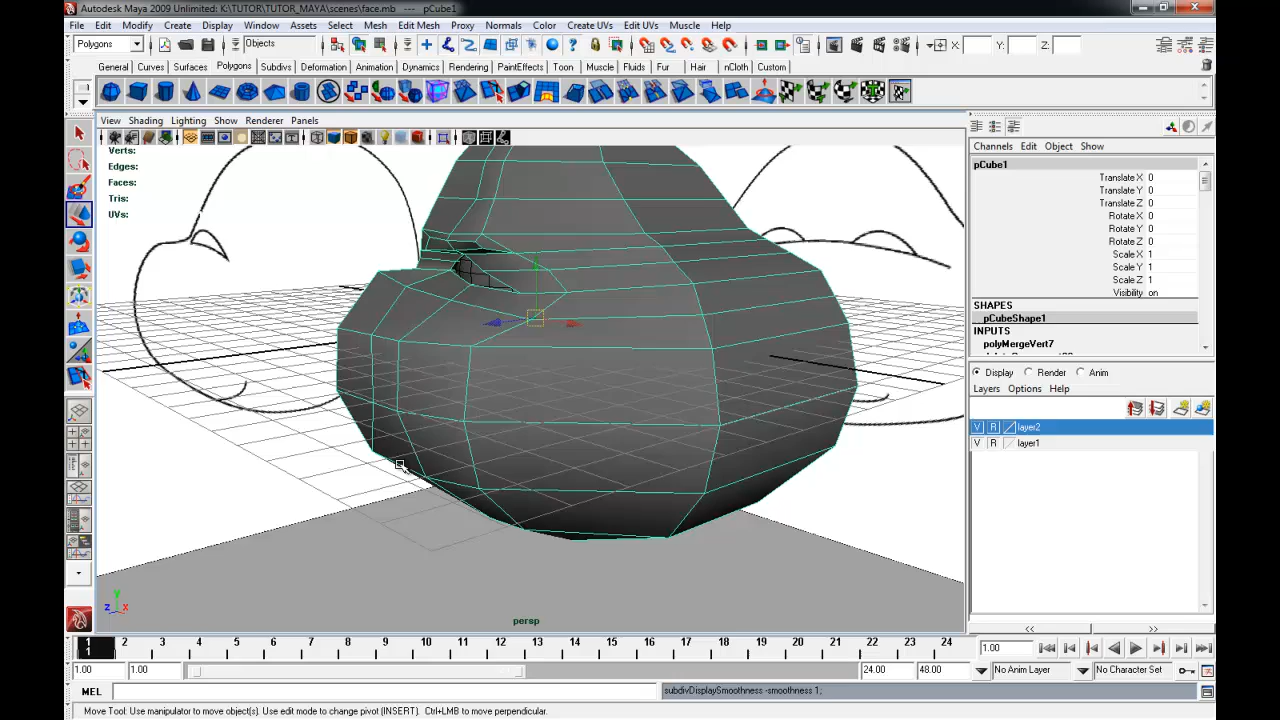 Autodesk Maya 2009 Unlimited: K:\TUTOR\TUTOR_MAYA\scenes\face.mb  ---  pCube1
File Edit Modify Create Display Window Assets Select Mesh Edit Mesh Proxy Normals Color Create UVs Edit UVs Muscle Help
Polygons Objects X: Y: Z:
General Curves Surfaces Polygons Subdivs Deformation Animation Dynamics Rendering PaintEffects Toon Muscle Fluids Fur Hair nCloth Custom
View Shading Lighting Show Renderer Panels
Verts:
Edges:
Faces:
Tris:
UVs:
y
z x
persp
Channels Edit Object Show
pCube1
Translate X 0
Translate Y 0
Translate Z 0
Rotate X 0
Rotate Y 0
Rotate Z 0
Scale X 1
Scale Y 1
Scale Z 1
Visibility on
SHAPES
pCubeShape1
INPUTS
polyMergeVert7
Display Render Anim
Layers Options Help
V R layer2
V R layer1
<< >>
1 2 3 4 5 6 7 8 9 10 11 12 13 14 15 16 17 18 19 20 21 22 23 24
1 1.00
1.00 1.00 1 24 24.00 48.00 No Anim Layer No Character Set
MEL subdivDisplaySmoothness -smoothness 1;
Move Tool: Use manipulator to move object(s). Use edit mode to change pivot (INSERT). Ctrl+LMB to move perpendicular.